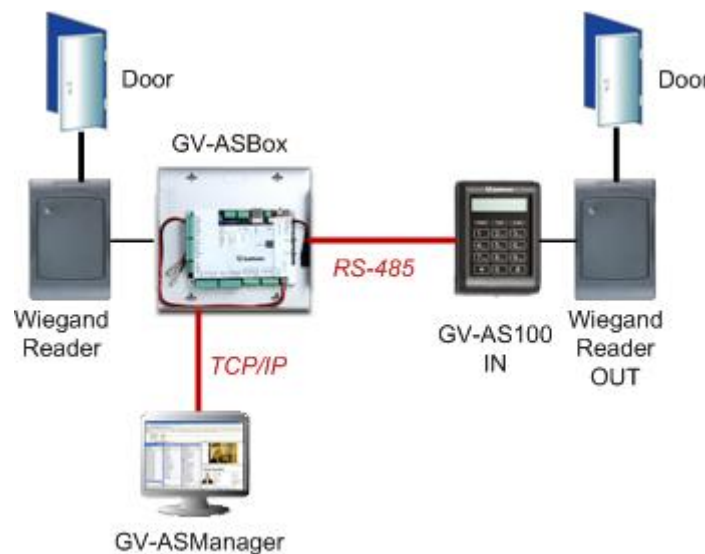 Door
Door
GV-ASBox
RS-485
Wiegand
Reader
GV-AS100
IN
Wiegand
Reader
OUT
TCP/IP
GV-ASManager